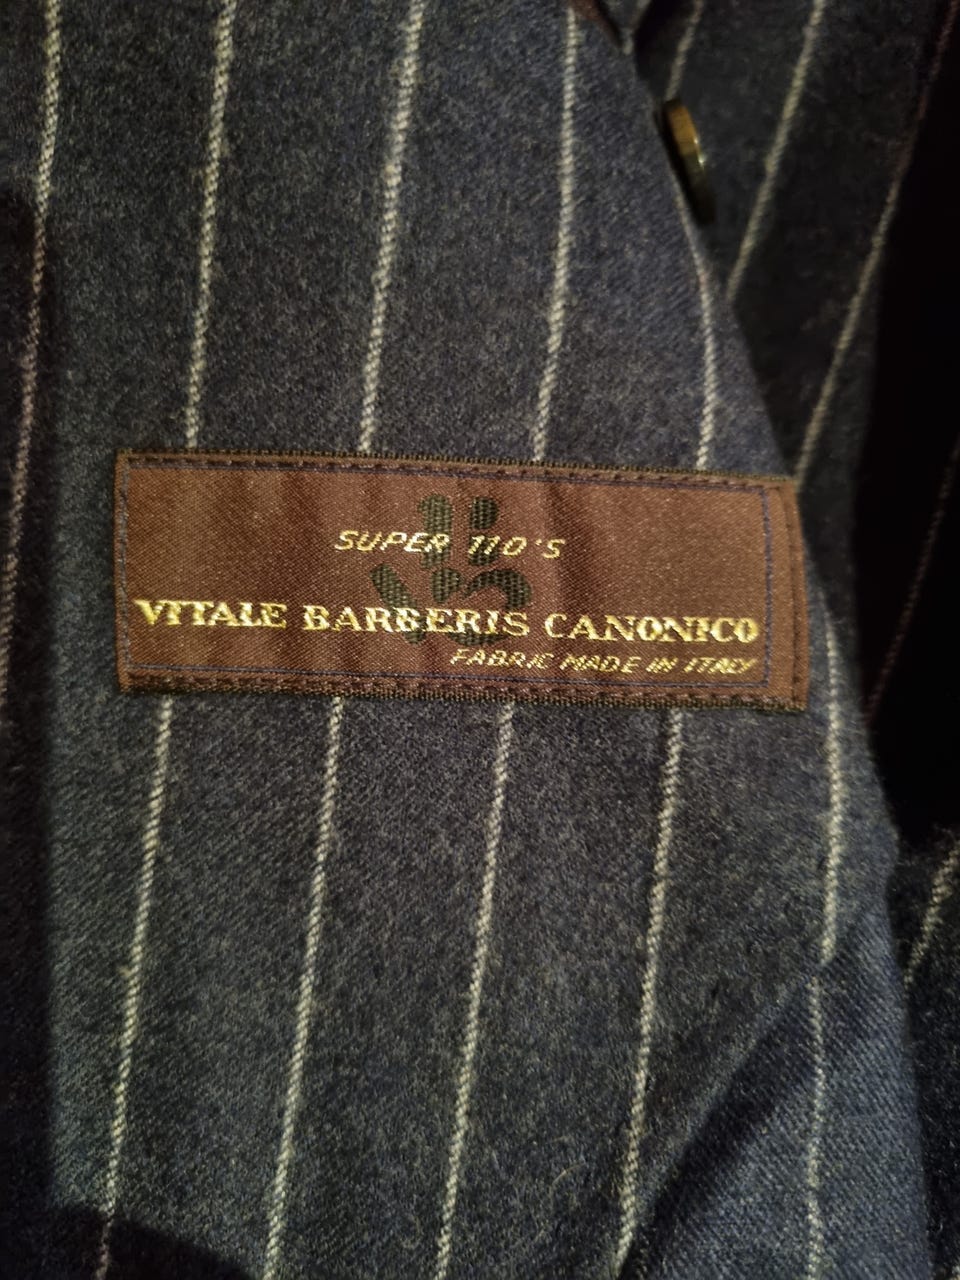 SUPER 110'S
VITALE BARBERIS CANONICO
FABRIC MADE IN ITALY